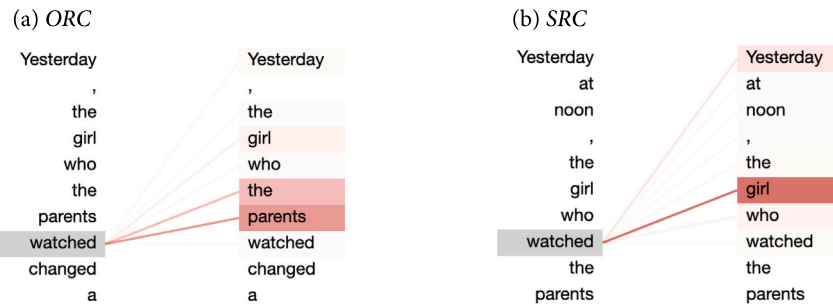 (a) ORC
Yesterday Yesterday
, ,
the the
girl girl
who who
the the
parents parents
watched watched
changed changed
a a
(b) SRC
Yesterday Yesterday
at at
noon noon
, ,
the the
girl girl
who who
watched watched
the the
parents parents